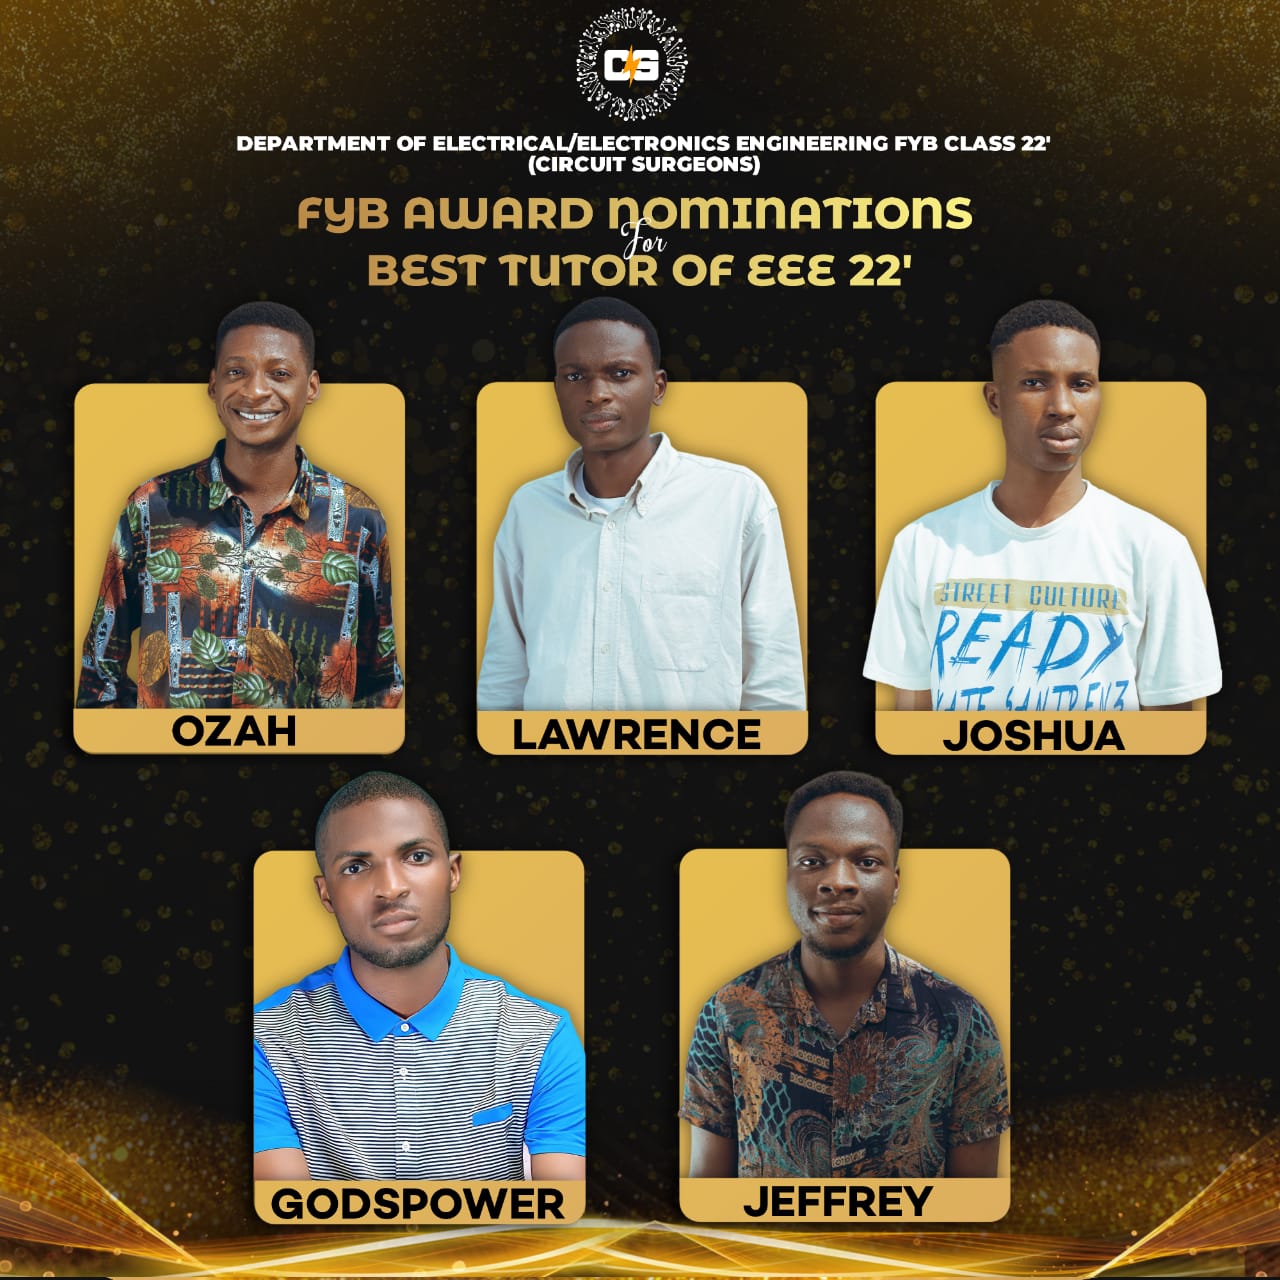 CS
DEPARTMENT OF ELECTRICAL/ELECTRONICS ENGINEERING FYB CLASS 22'
(CIRCUIT SURGEONS)
FYB AWARD NOMINATIONS
For
BEST TUTOR OF EEE 22'
STREET CULTURE
READY
OZAH
LAWRENCE
JOSHUA
GODSPOWER
JEFFREY